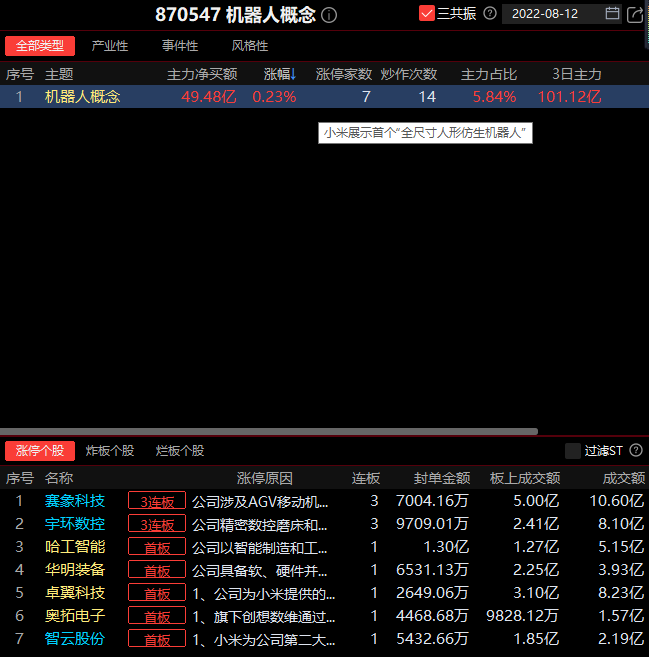 870547 机器人概念
三共振 2022-08-12
全部类型 产业性 事件性 风格性
序号 主题 主力净买额 涨幅↓ 涨停家数 炒作次数 主力占比 3日主力
1 机器人概念 49.48亿 0.23% 7 14 5.84% 101.12亿
小米展示首个“全尺寸人形仿生机器人”
涨停个股 炸板个股 烂板个股 过滤ST
序号 名称 涨停原因 连板 封单金额 板上成交额 成交额
1 赛象科技 3连板 公司涉及AGV移动机... 3 7004.16万 5.00亿 10.60亿
2 宇环数控 3连板 公司精密数控磨床和... 3 9709.01万 2.41亿 8.10亿
3 哈工智能 首板 公司以智能制造和工... 1 1.30亿 1.27亿 5.15亿
4 华明装备 首板 公司具备软、硬件并... 1 6531.13万 2.25亿 3.93亿
5 卓翼科技 首板 1、公司为小米提供的... 1 2649.06万 3.10亿 8.23亿
6 奥拓电子 首板 1、旗下创想数维通过... 1 4468.68万 9828.12万 1.57亿
7 智云股份 首板 1、小米为公司第二大... 1 5432.66万 1.85亿 2.19亿